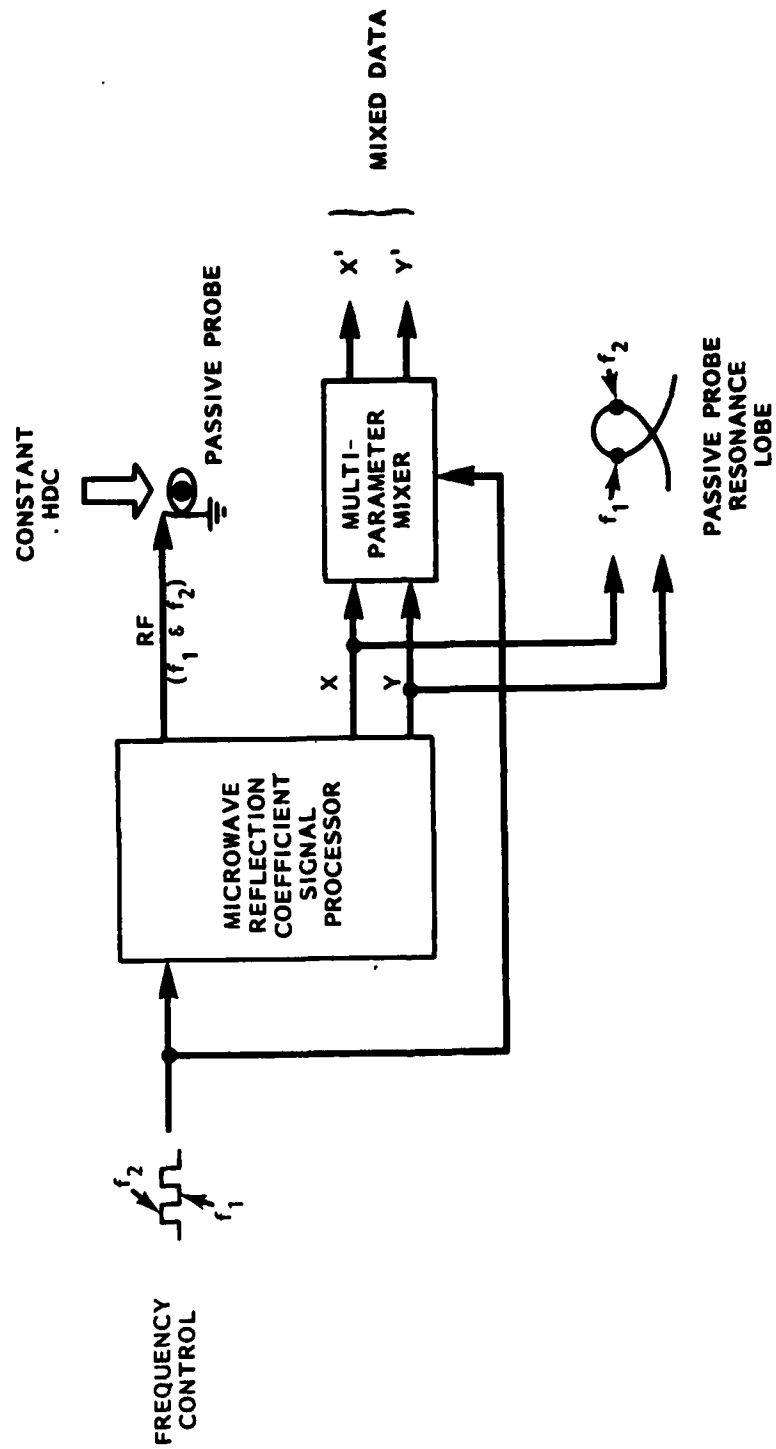 FREQUENCY
CONTROL
f2
f1
MICROWAVE
REFLECTION
COEFFICIENT
SIGNAL
PROCESSOR
RF
(f1 & f2)
CONSTANT
. HDC
PASSIVE PROBE
X
Y
MULTI-
PARAMETER
MIXER
X'
Y'
MIXED DATA
f1
f2
PASSIVE PROBE
RESONANCE
LOBE